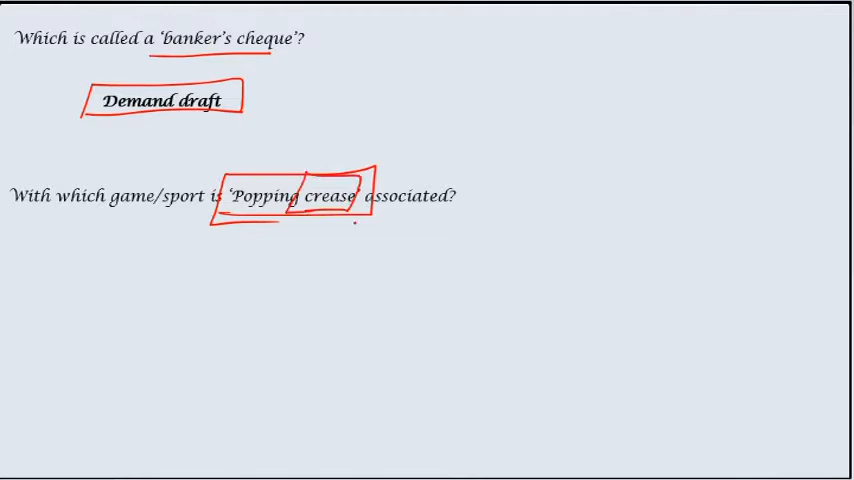 Which is called a ‘banker’s cheque’?
Demand draft
With which game/sport is ‘Popping crease’ associated?